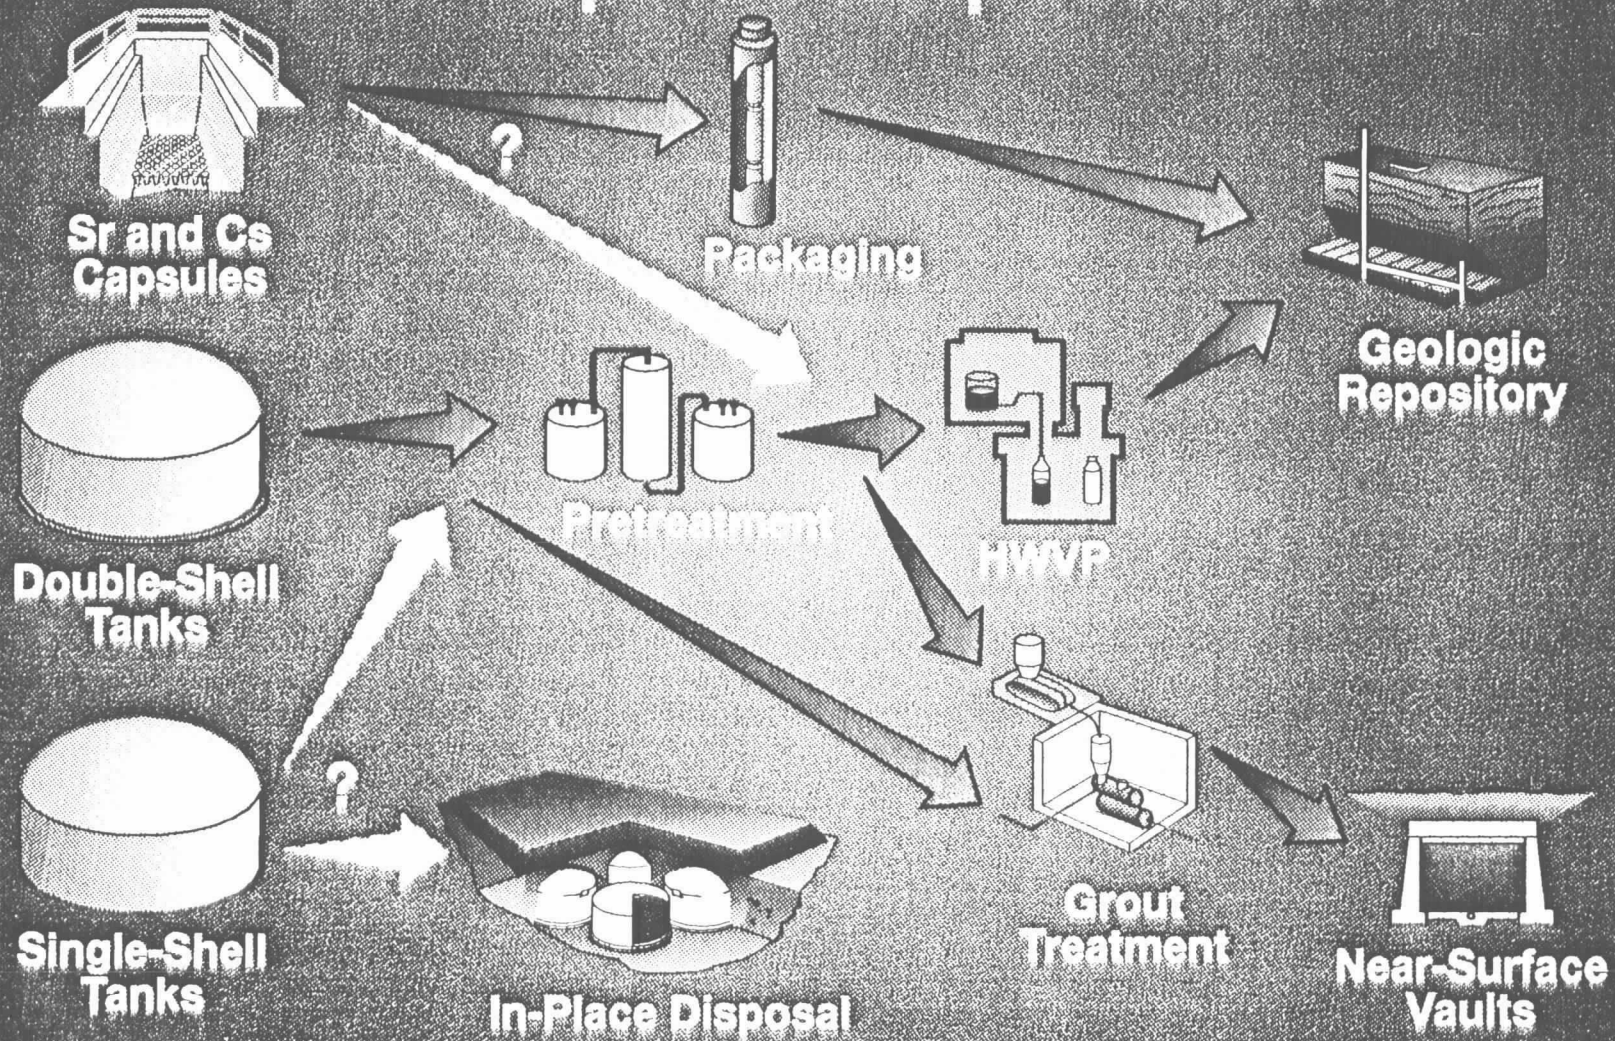 ?
Packaging
Sr and Cs
Capsules
Geologic
Repository
Pretreatment
HWVP
Double-Shell
Tanks
?
Grout
Treatment
Single-Shell
Tanks
In-Place Disposal
Near-Surface
Vaults